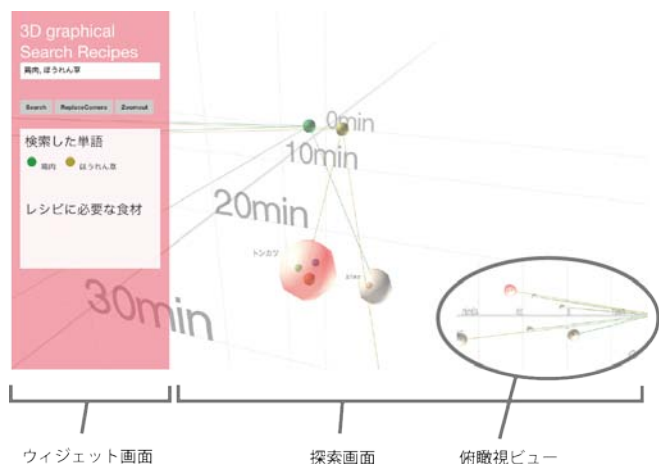 3D graphical
Search Recipes
鶏肉, ほうれん草
Search ReplaceCamera Zoomout
検索した単語
鶏肉 ほうれん草
レシピに必要な食材
0min
10min
20min
トンカツ
30min
ウィジェット画面
探索画面
俯瞰視ビュー